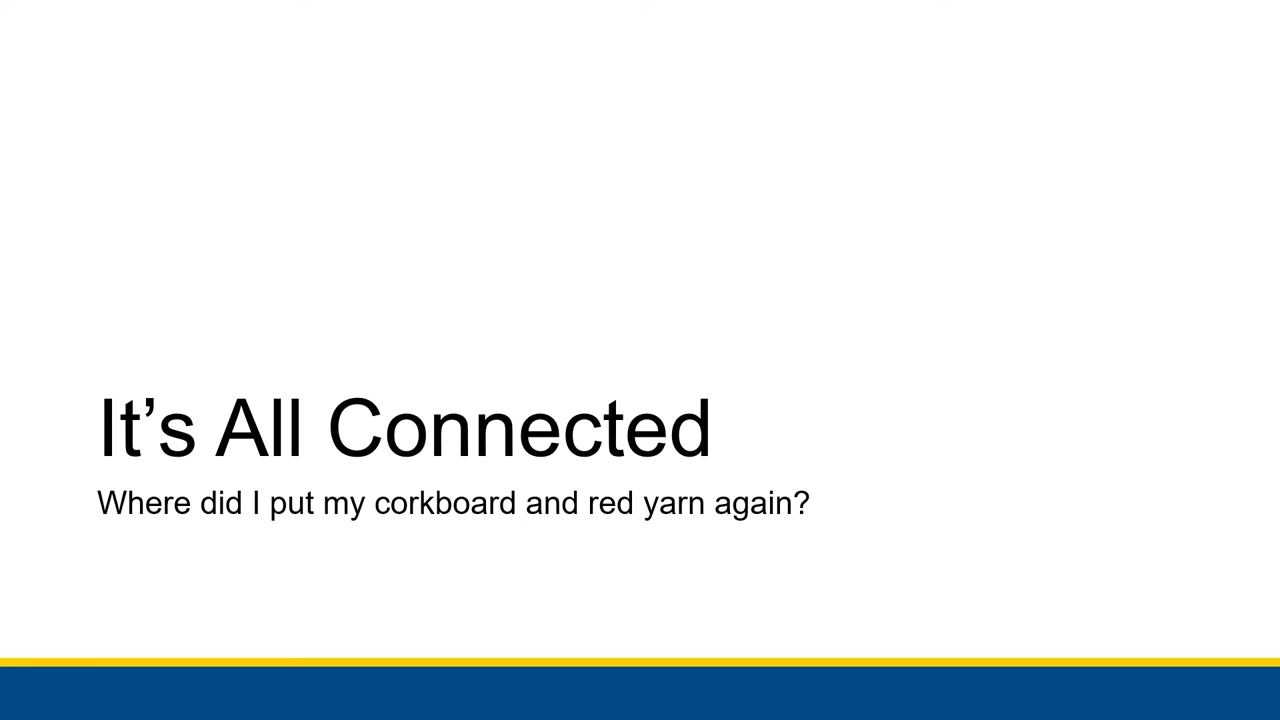 It’s All Connected
Where did I put my corkboard and red yarn again?